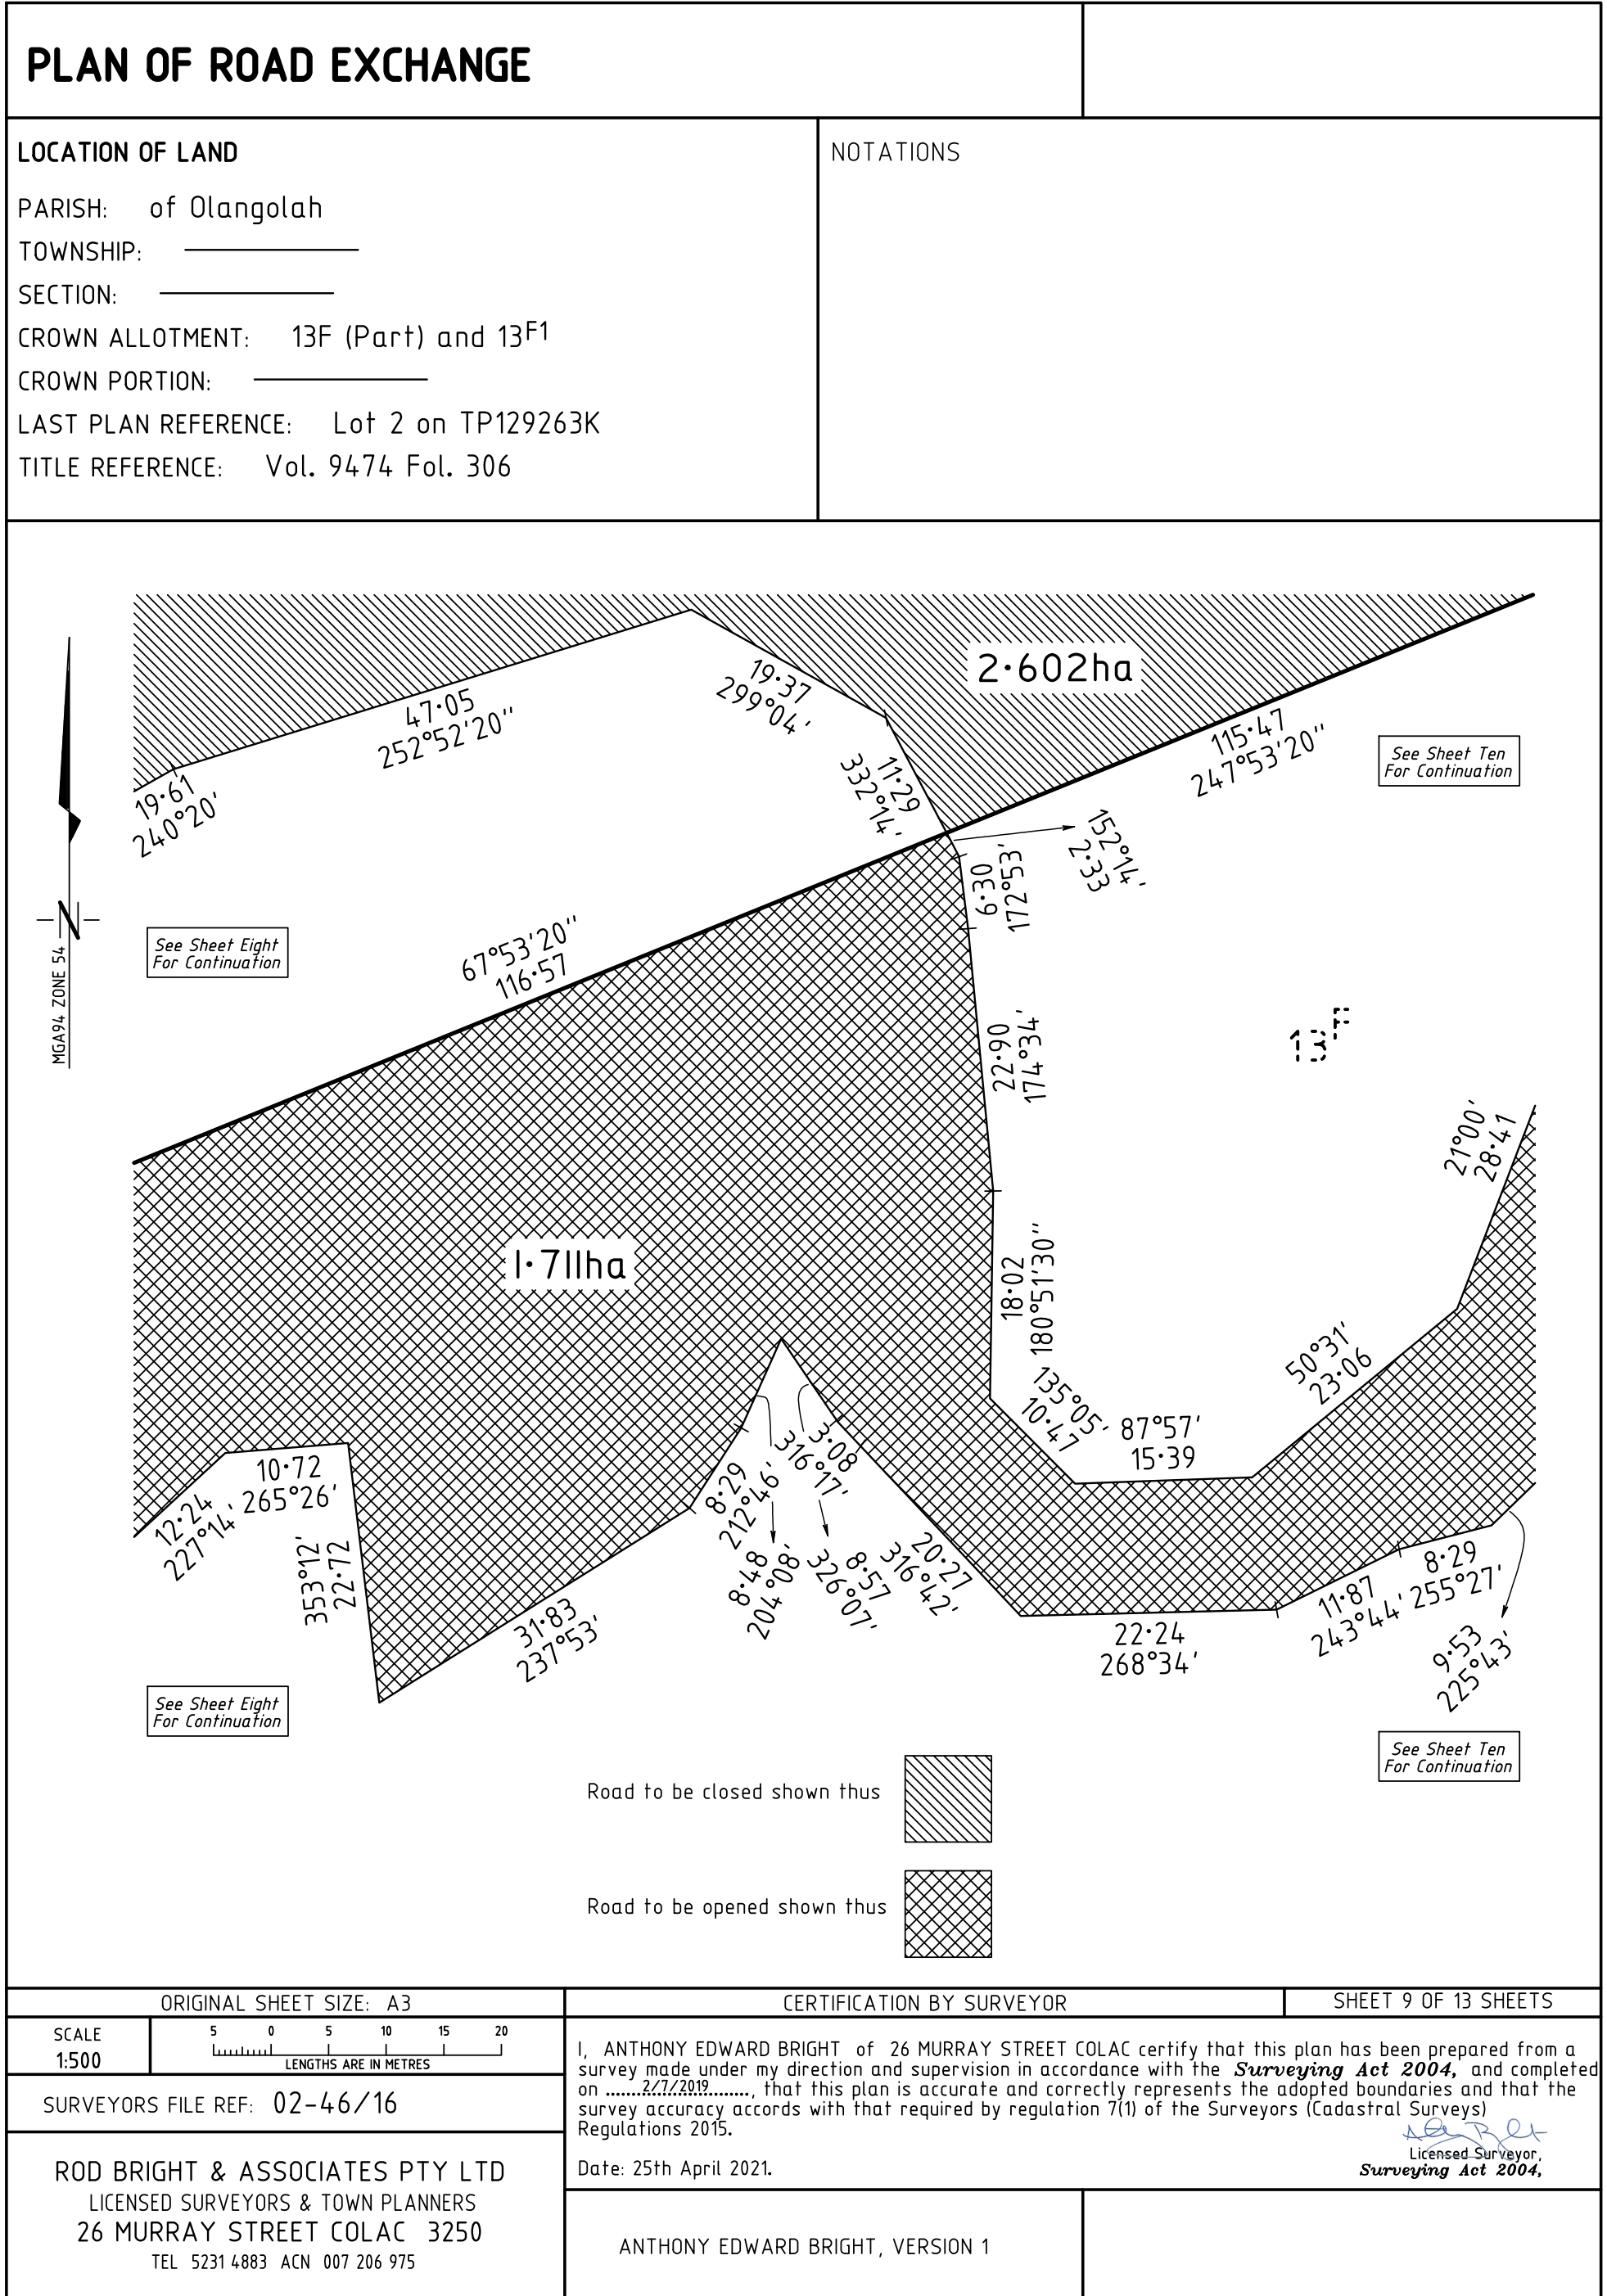 PLAN OF ROAD EXCHANGE
LOCATION OF LAND
PARISH: of Olangolah
TOWNSHIP:
SECTION:
CROWN ALLOTMENT: 13F (Part) and 13F1
CROWN PORTION:
LAST PLAN REFERENCE: Lot 2 on TP129263K
TITLE REFERENCE: Vol. 9474 Fol. 306
NOTATIONS
2·602ha
19·37
299°04'
47·05
252°52'20"
115·47
247°53'20"
See Sheet Ten
For Continuation
19·61
240°20'
11·29
332°14'
152°14'
2·33
6·30
172°53'
See Sheet Eight
For Continuation
67°53'20"
116·57
MGA94 ZONE 54
N
22·90
174°34'
13F
21°00'
28·41
1·711ha
18·02
180°51'30"
50°31'
23·06
135°05'
10·47
87°57'
15·39
10·72
265°26'
12·24
227°14'
353°12'
22·72
8·29
212°46'
3·08
316°17'
8·48
204°08'
8·57
326°07'
20·27
316°42'
31·83
237°53'
22·24
268°34'
11·87
243°44'
8·29
255°27'
9·53
225°43'
See Sheet Eight
For Continuation
See Sheet Ten
For Continuation
Road to be closed shown thus
Road to be opened shown thus
ORIGINAL SHEET SIZE: A3
CERTIFICATION BY SURVEYOR
SHEET 9 OF 13 SHEETS
SCALE
1:500
5 0 5 10 15 20
LENGTHS ARE IN METRES
SURVEYORS FILE REF: 02-46/16
ROD BRIGHT & ASSOCIATES PTY LTD
LICENSED SURVEYORS & TOWN PLANNERS
26 MURRAY STREET COLAC 3250
TEL 5231 4883 ACN 007 206 975
I, ANTHONY EDWARD BRIGHT of 26 MURRAY STREET COLAC certify that this plan has been prepared from a
survey made under my direction and supervision in accordance with the Surveying Act 2004, and completed
on ........2/7/2019........, that this plan is accurate and correctly represents the adopted boundaries and that the
survey accuracy accords with that required by regulation 7(1) of the Surveyors (Cadastral Surveys)
Regulations 2015.
Licensed Surveyor,
Date: 25th April 2021.
Surveying Act 2004,
ANTHONY EDWARD BRIGHT, VERSION 1